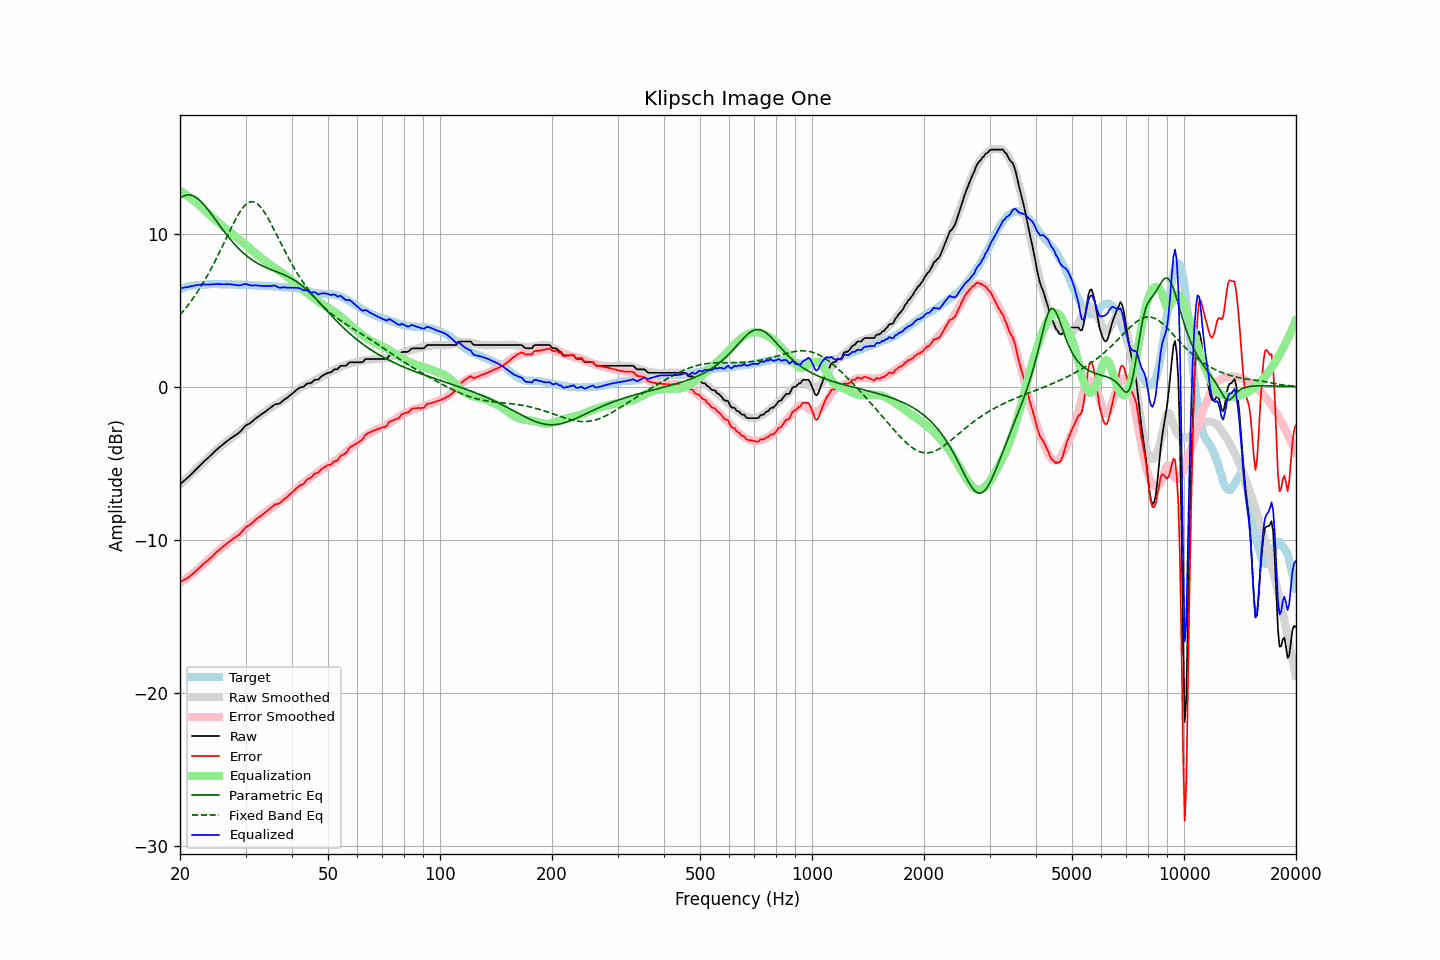 Klipsch Image One
Amplitude (dBr)
10
0
−10
−20
−30
Target
Raw Smoothed
Error Smoothed
Raw
Error
Equalization
Parametric Eq
Fixed Band Eq
Equalized
20 50 100 200 500 1000 2000 5000 10000 20000
Frequency (Hz)